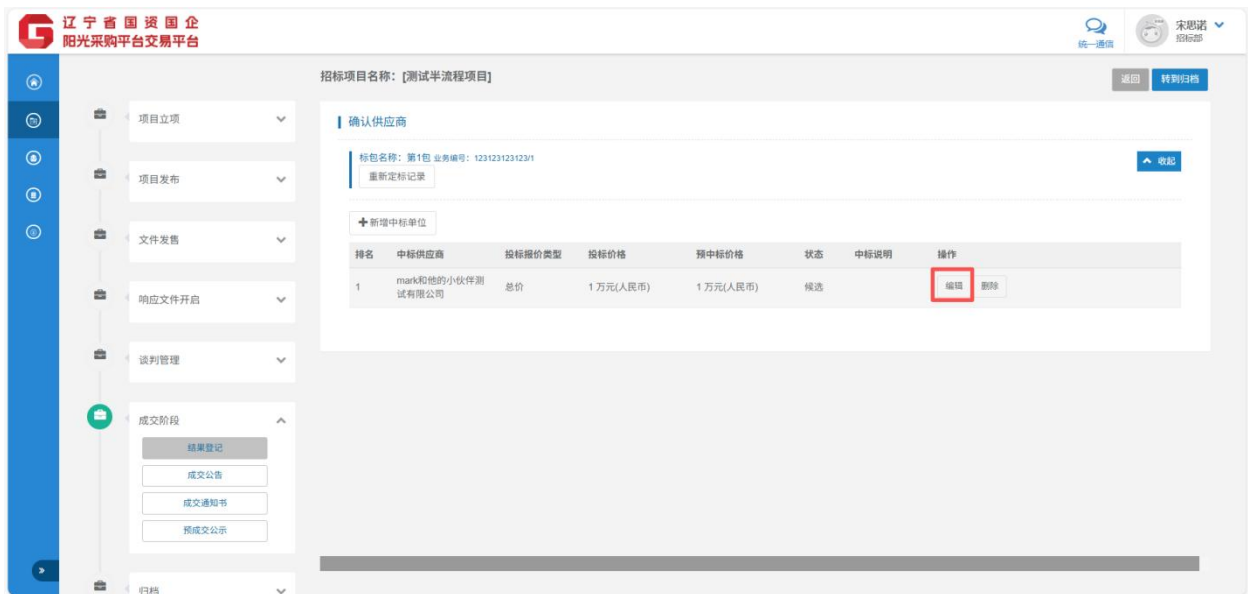 辽宁省国资国企
阳光采购平台交易平台
统一通信
宋思诺
招标部
招标项目名称：[测试半流程项目]
返回
转到归档
项目立项
项目发布
文件发售
响应文件开启
谈判管理
成交阶段
结果登记
成交公告
成交通知书
预成交公示
归档
确认供应商
标包名称：第1包 业务编号：123123123123/1
收起
重新定标记录
新增中标单位
排名 中标供应商 投标报价类型 投标价格 预中标价格 状态 中标说明 操作
1 mark和他的小伙伴测 总价 1 万元(人民币) 1 万元(人民币) 候选 编辑 删除
试有限公司